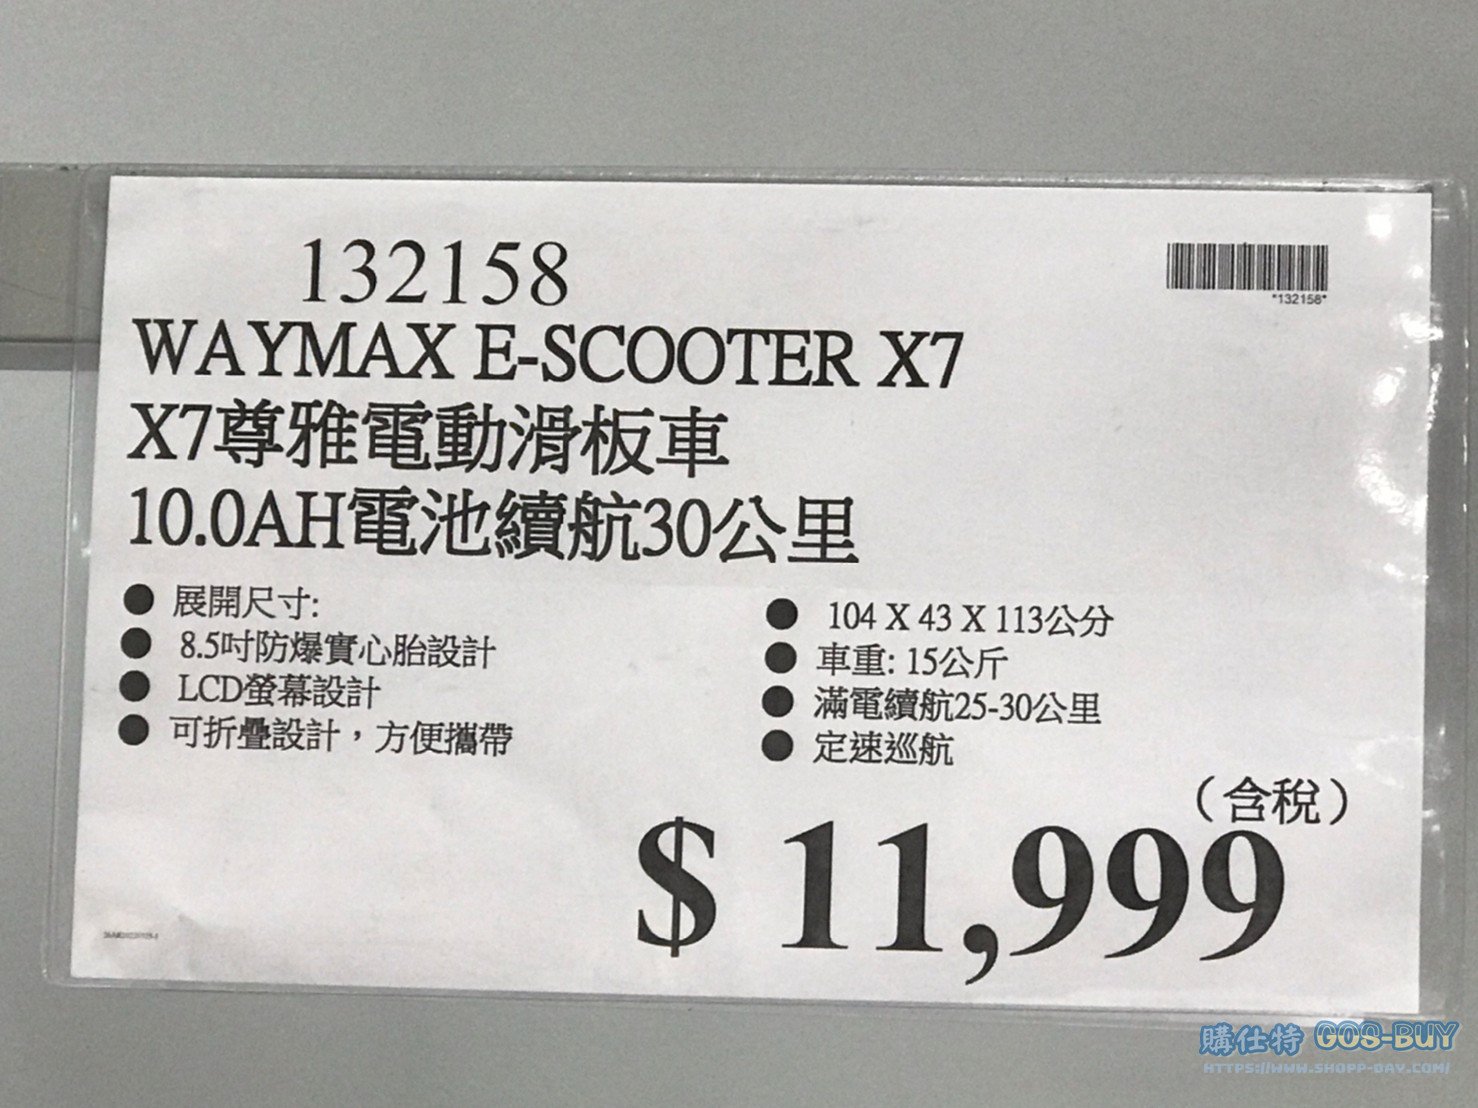 132158
*132158*
WAYMAX E-SCOOTER X7
X7尊雅電動滑板車
10.0AH電池續航30公里
● 展開尺寸:
● 8.5吋防爆實心胎設計
● LCD螢幕設計
● 可折疊設計，方便攜帶
● 104 X 43 X 113公分
● 車重: 15公斤
● 滿電續航25-30公里
● 定速巡航
（含稅）
$ 11,999
購仕特 GOS-BUY
HTTPS://WWW.SHOPP-DAY.COM/